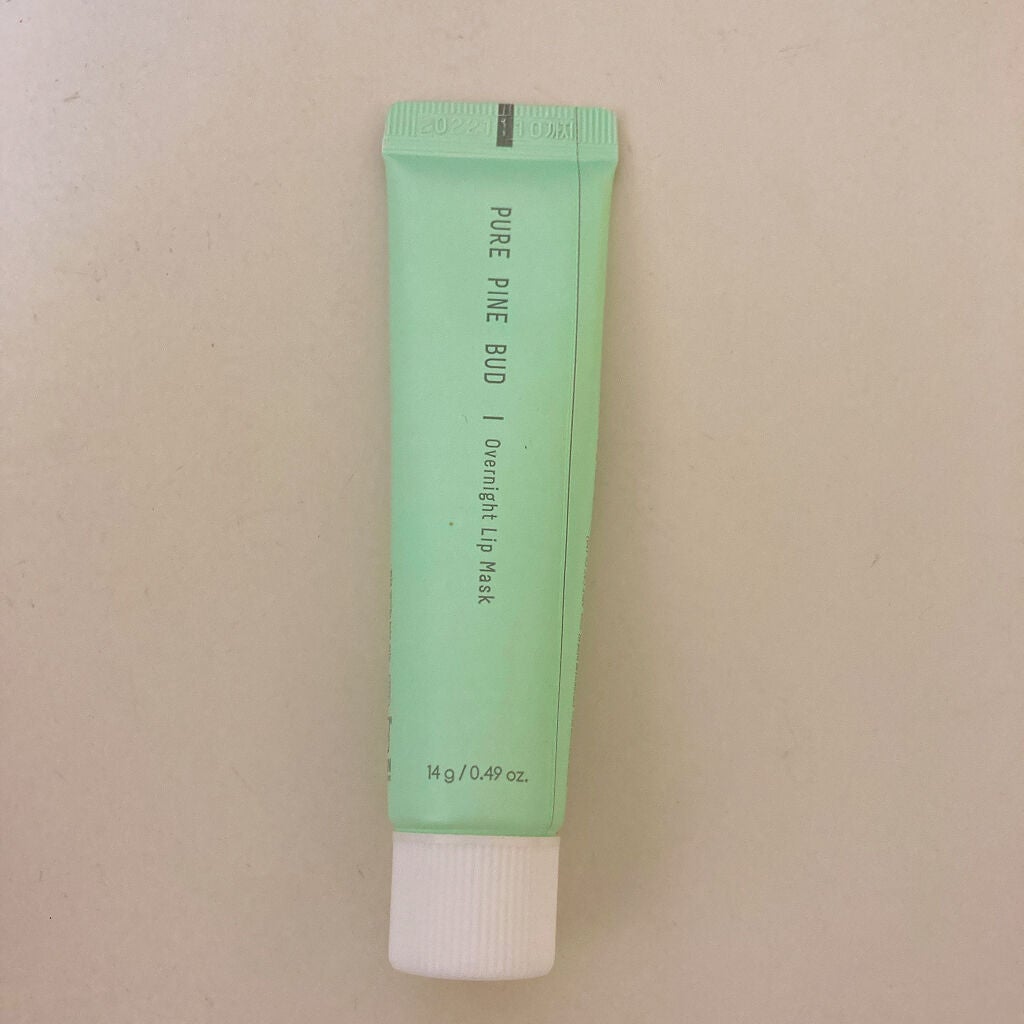 PURE PINE BUD | Overnight Lip Mask
14 g / 0.49 oz.